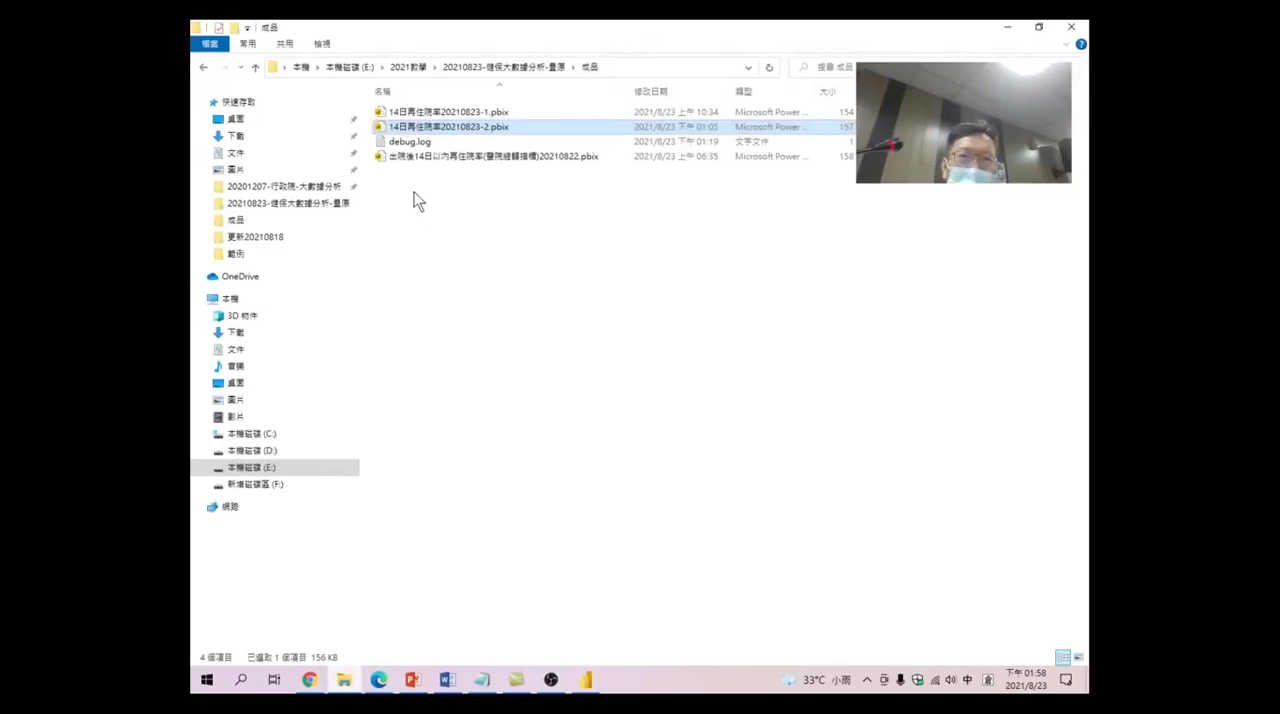 成品
檔案 常用 共用 檢視
本機 › 本機磁碟 (E:) › 2021教學 › 20210823-健保大數據分析-豐原 › 成品
搜尋 成品
名稱 修改日期 類型 大小
14日再住院率20210823-1.pbix 2021/8/23 上午 10:34 Microsoft Power ... 154
14日再住院率20210823-2.pbix 2021/8/23 下午 01:05 Microsoft Power ... 157
debug.log 2021/8/23 下午 01:19 文字文件 1
出院後14日以內再住院率(醫院總額指標)20210822.pbix 2021/8/23 上午 06:35 Microsoft Power ... 158
快速存取
桌面
下載
文件
圖片
20201207-行政院-大數據分析
20210823-健保大數據分析-豐原
成品
更新20210818
範例
OneDrive
本機
3D 物件
下載
文件
音樂
桌面
圖片
影片
本機磁碟 (C:)
本機磁碟 (D:)
本機磁碟 (E:)
新增磁碟區 (F:)
網路
4 個項目 已選取 1 個項目 156 KB
33°C 小雨
中
下午 01:58
2021/8/23